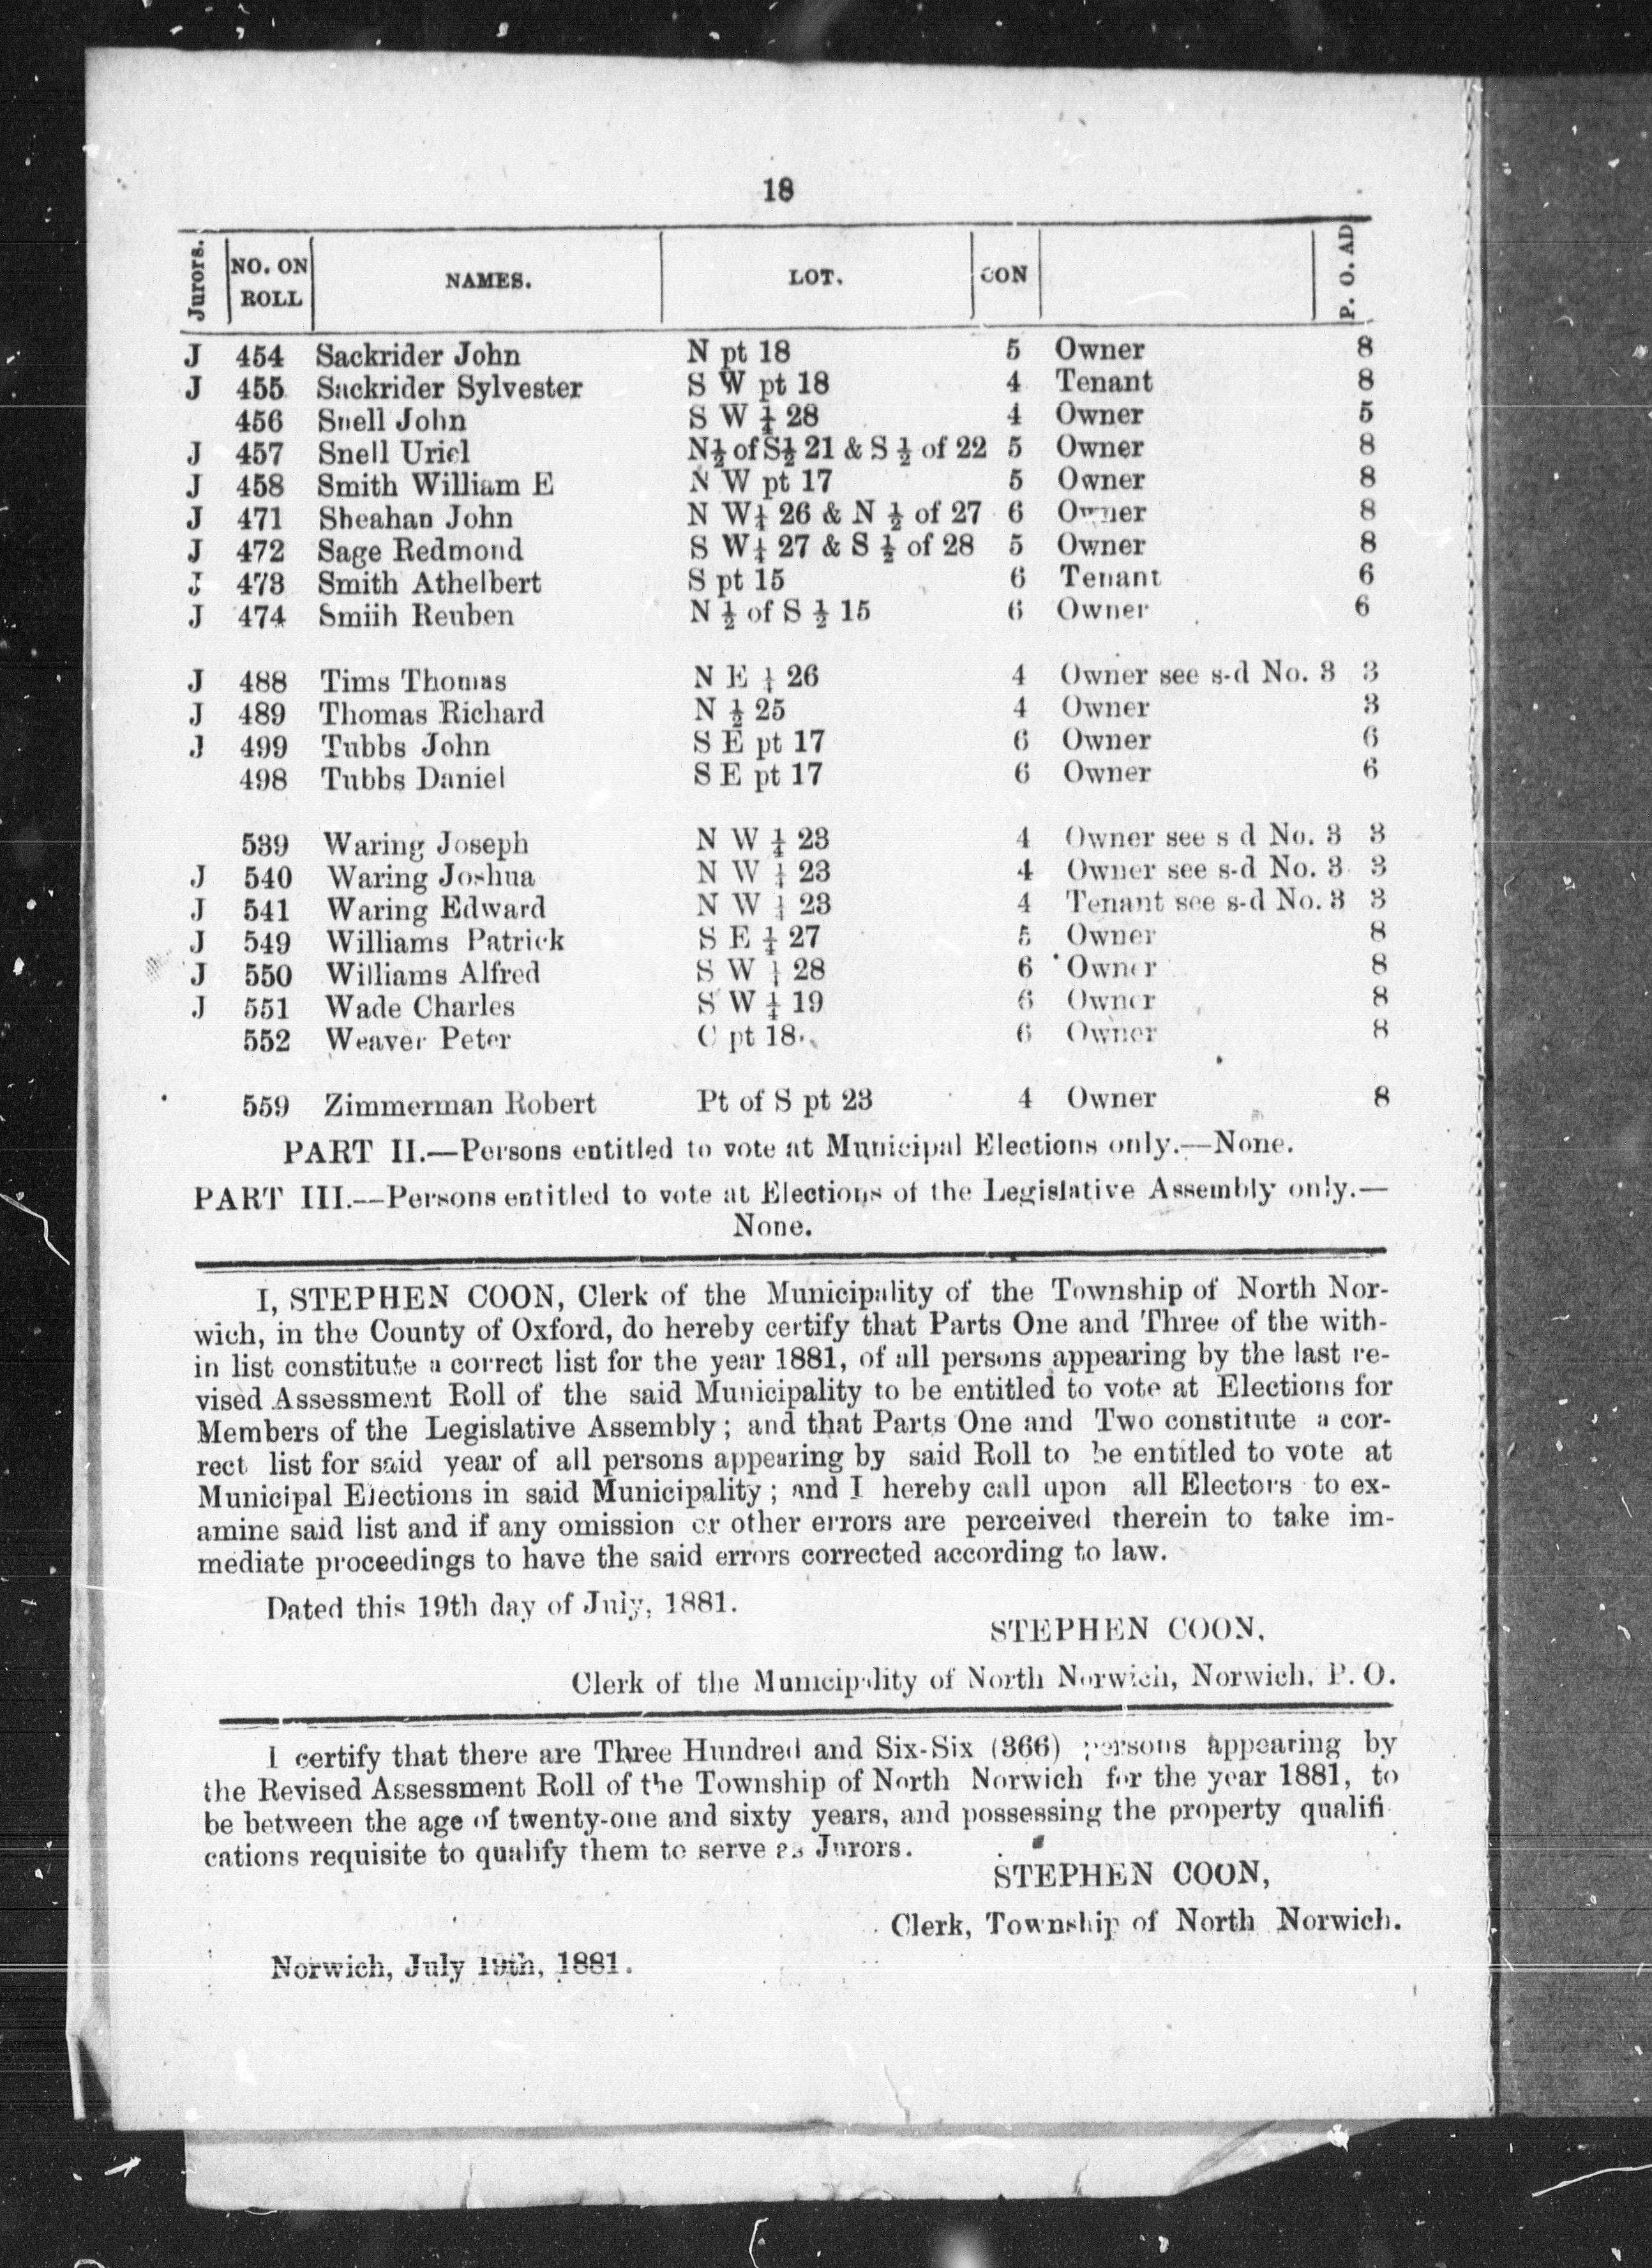 18
Jurors. NO. ON ROLL NAMES. LOT. CON P. O. AD
J 454 Sackrider John N pt 18 5 Owner 8
J 455 Sackrider Sylvester S W pt 18 4 Tenant 8
456 Snell John S W ¼ 28 4 Owner 5
J 457 Snell Uriel N½ of S½ 21 & S ½ of 22 5 Owner 8
J 458 Smith William E N W pt 17 5 Owner 8
J 471 Sheahan John N W¼ 26 & N ½ of 27 6 Owner 8
J 472 Sage Redmond S W¼ 27 & S ½ of 28 5 Owner 8
J 473 Smith Athelbert S pt 15 6 Tenant 6
J 474 Smiih Reuben N ½ of S ½ 15 6 Owner 6
J 488 Tims Thomas N E ¼ 26 4 Owner see s-d No. 3 3
J 489 Thomas Richard N ½ 25 4 Owner 3
J 499 Tubbs John S E pt 17 6 Owner 6
498 Tubbs Daniel S E pt 17 6 Owner 6
539 Waring Joseph N W ¼ 23 4 Owner see s d No. 3 3
J 540 Waring Joshua N W ¼ 23 4 Owner see s-d No. 3 3
J 541 Waring Edward N W ¼ 23 4 Tenant see s-d No. 3 3
J 549 Williams Patrick S E ¼ 27 5 Owner 8
J 550 Williams Alfred S W ¼ 28 6 Owner 8
J 551 Wade Charles S W ¼ 19 6 Owner 8
552 Weaver Peter C pt 18. 6 Owner 8
559 Zimmerman Robert Pt of S pt 23 4 Owner 8
PART II.—Persons entitled to vote at Municipal Elections only.—None.
PART III.—Persons entitled to vote at Elections of the Legislative Assembly only.—
None.
I, STEPHEN COON, Clerk of the Municipality of the Township of North Nor-
wich, in the County of Oxford, do hereby certify that Parts One and Three of the with-
in list constitute a correct list for the year 1881, of all persons appearing by the last re-
vised Assessment Roll of the said Municipality to be entitled to vote at Elections for
Members of the Legislative Assembly; and that Parts One and Two constitute a cor-
rect list for said year of all persons appearing by said Roll to be entitled to vote at
Municipal Elections in said Municipality; and I hereby call upon all Electors to ex-
amine said list and if any omission or other errors are perceived therein to take im-
mediate proceedings to have the said errors corrected according to law.
Dated this 19th day of July, 1881.
STEPHEN COON,
Clerk of the Municipality of North Norwich, Norwich, P. O.
I certify that there are Three Hundred and Six-Six (366) persons appearing by
the Revised Assessment Roll of the Township of North Norwich for the year 1881, to
be between the age of twenty-one and sixty years, and possessing the property qualifi
cations requisite to qualify them to serve as Jurors.
STEPHEN COON,
Clerk, Township of North Norwich.
Norwich, July 19th, 1881.